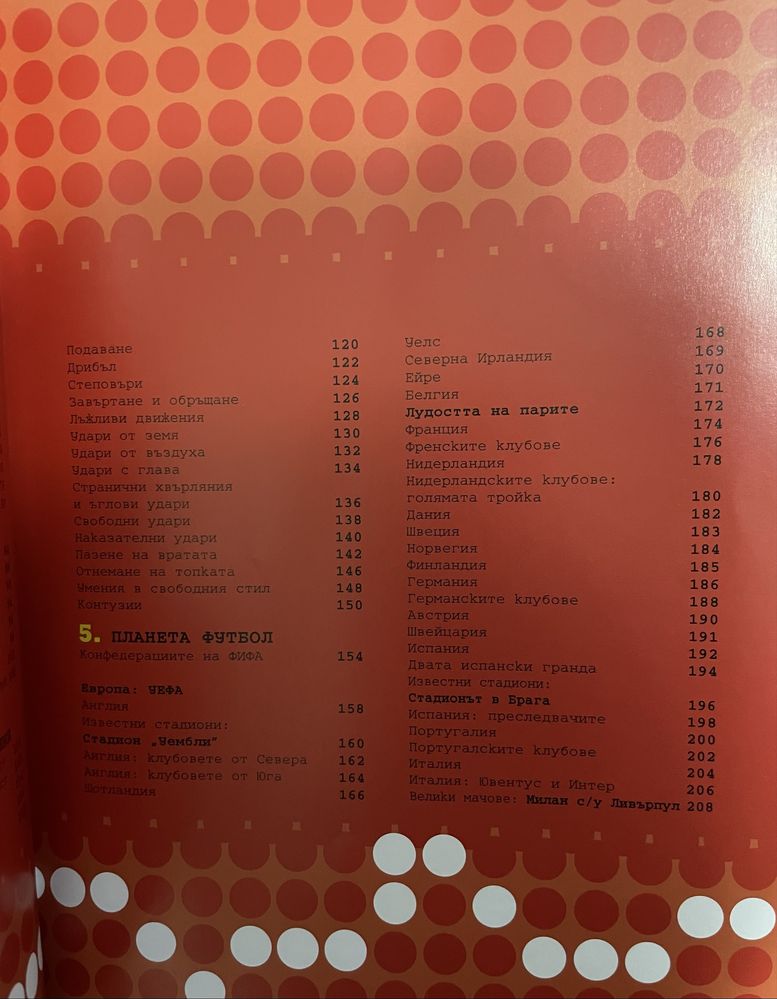 Подаване 120
Дрибъл 122
Степовъри 124
Завъртане и обръщане 126
Лъжливи движения 128
Удари от земя 130
Удари от въздуха 132
Удари с глава 134
Странични хвърляния
и ъглови удари 136
Свободни удари 138
Наказателни удари 140
Пазене на вратата 142
Отнемане на топката 146
Умения в свободния стил 148
Контузии 150
5. ПЛАНЕТА ФУТБОЛ
Конфедерациите на ФИФА 154
Европа: УЕФА
Англия 158
Известни стадиони:
Стадион „Уембли” 160
Англия: клубовете от Севера 162
Англия: клубовете от Юга 164
Шотландия 166
Уелс 168
Северна Ирландия 169
Ейре 170
Белгия 171
Лудостта на парите 172
Франция 174
Френските клубове 176
Нидерландия 178
Нидерландските клубове:
голямата тройка 180
Дания 182
Швеция 183
Норвегия 184
Финландия 185
Германия 186
Германските клубове 188
Австрия 190
Швейцария 191
Испания 192
Двата испански гранда 194
Известни стадиони:
Стадионът в Брага 196
Испания: преследвачите 198
Португалия 200
Португалските клубове 202
Италия 204
Италия: Ювентус и Интер 206
Велики мачове: Милан с/у Ливърпул 208